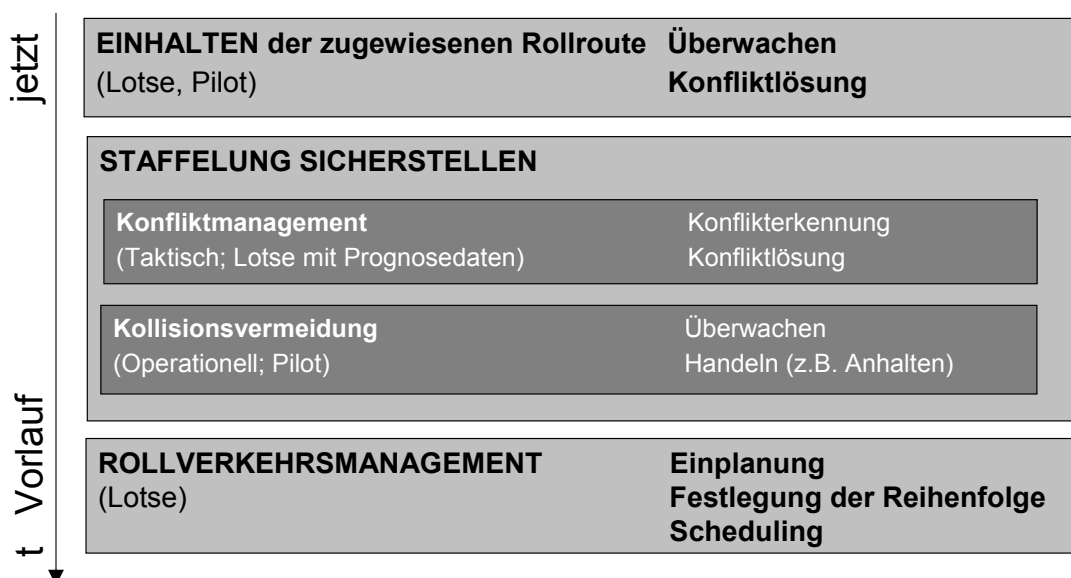 jetzt
EINHALTEN der zugewiesenen Rollroute Überwachen
(Lotse, Pilot) Konfliktlösung
STAFFELUNG SICHERSTELLEN
Konfliktmanagement Konflikterkennung
(Taktisch; Lotse mit Prognosedaten) Konfliktlösung
Kollisionsvermeidung Überwachen
(Operationell; Pilot) Handeln (z.B. Anhalten)
ROLLVERKEHRSMANAGEMENT Einplanung
(Lotse) Festlegung der Reihenfolge
Scheduling
t Vorlauf